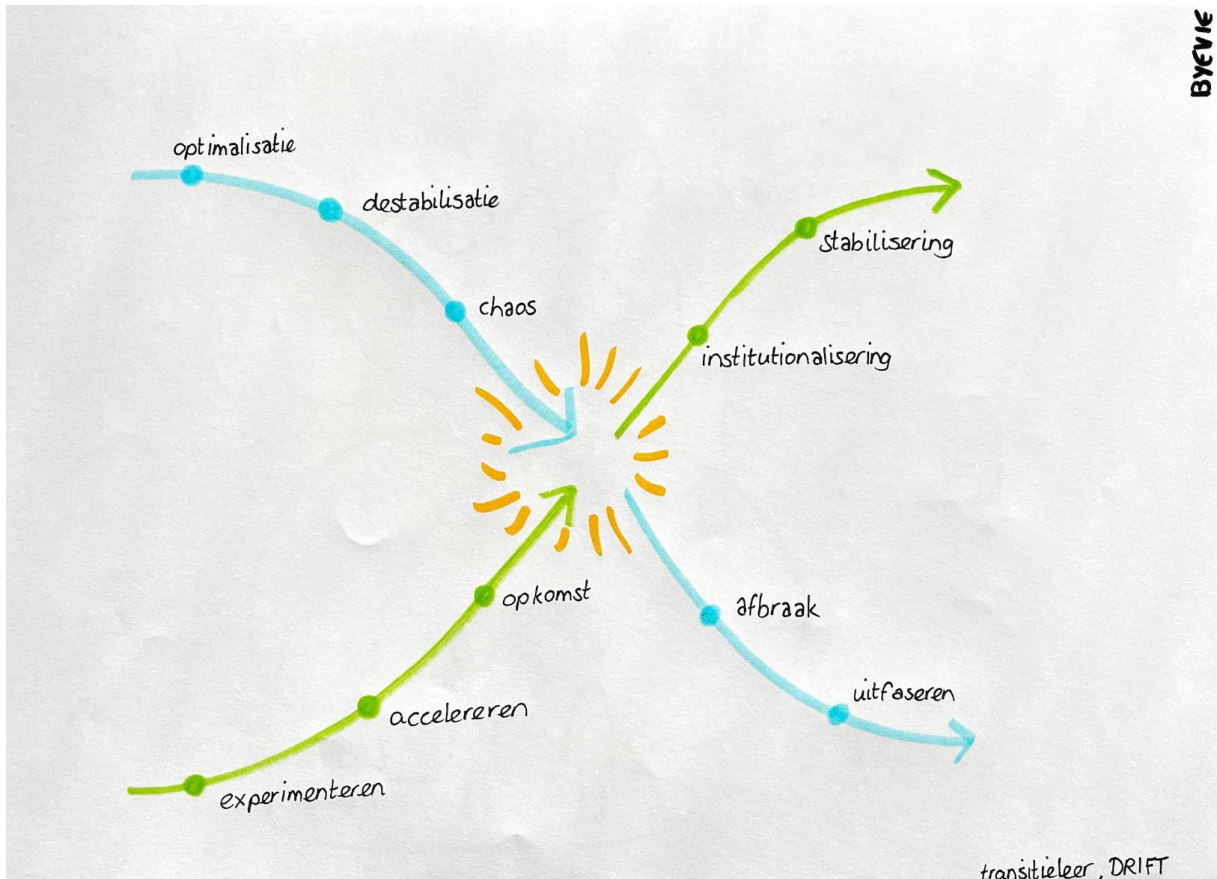 BYEVIE
optimalisatie
destabilisatie
chaos
stabilisering
institutionalisering
opkomst
accelereren
experimenteren
afbraak
uitfaseren
transitieleer, DRIFT